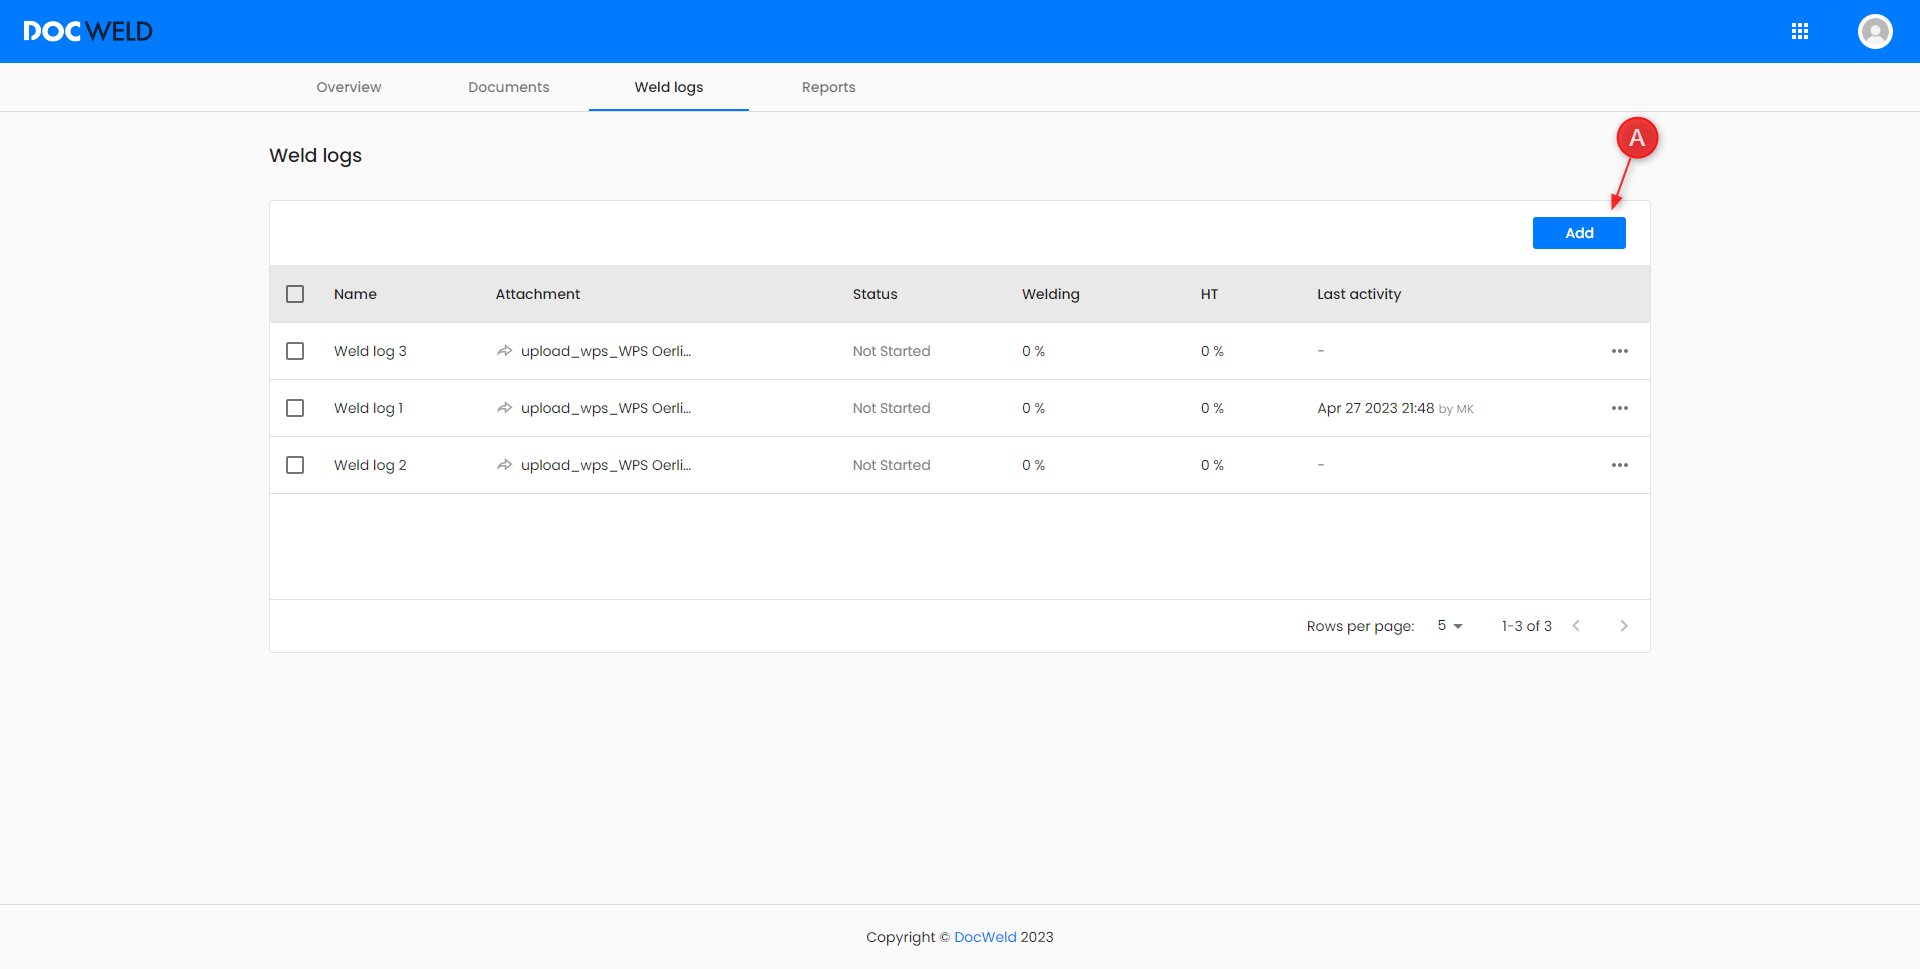 DOCWELD
Overview Documents Weld logs Reports
A
Weld logs
Add
Name Attachment Status Welding HT Last activity
Weld log 3 upload_wps_WPS Oerli... Not Started 0 % 0 % -
Weld log 1 upload_wps_WPS Oerli... Not Started 0 % 0 % Apr 27 2023 21:48 by MK
Weld log 2 upload_wps_WPS Oerli... Not Started 0 % 0 % -
Rows per page: 5 1-3 of 3
Copyright © DocWeld 2023